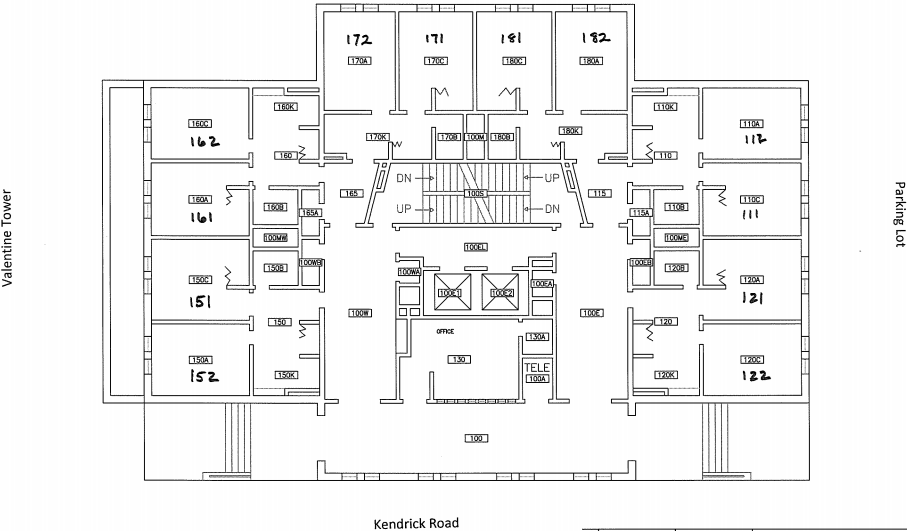 172 171 181 182
170A 170C 180C 180A
160K 110K
160C 110A
162 112
170K 170B 100M 180B 180K
160 110
DN UP
165 100S 115
160A 110C
161 160B 165A 115A 110B 111
UP DN
100MW 100ME
100EL
150B 100WB 100WA 100EB 120B
150C 120A
151 100E1 100E2 100EA 121
150 100W 100E 120
OFFICE
130A
150A 130 120C
TELE
152 150K 100A 120K 122
100
Valentine Tower
Parking Lot
Kendrick Road